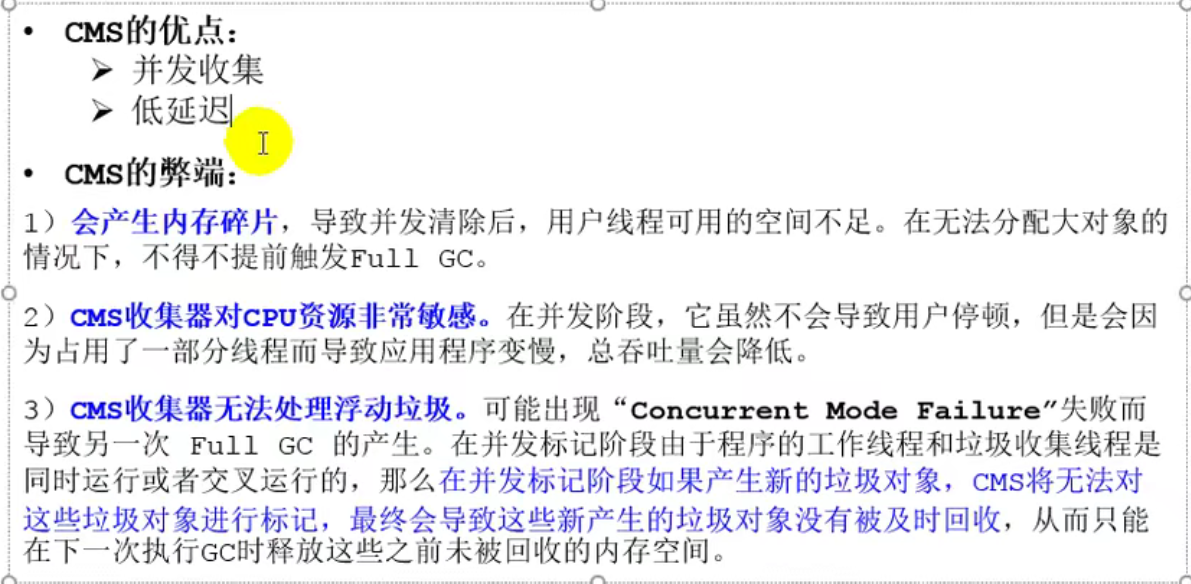 • CMS的优点:
➢ 并发收集
➢ 低延迟
• CMS的弊端:
1）会产生内存碎片，导致并发清除后，用户线程可用的空间不足。在无法分配大对象的
情况下，不得不提前触发Full GC。
2）CMS收集器对CPU资源非常敏感。在并发阶段，它虽然不会导致用户停顿，但是会因
为占用了一部分线程而导致应用程序变慢，总吞吐量会降低。
3）CMS收集器无法处理浮动垃圾。可能出现“Concurrent Mode Failure”失败而
导致另一次 Full GC 的产生。在并发标记阶段由于程序的工作线程和垃圾收集线程是
同时运行或者交叉运行的，那么在并发标记阶段如果产生新的垃圾对象，CMS将无法对
这些垃圾对象进行标记，最终会导致这些新产生的垃圾对象没有被及时回收，从而只能
在下一次执行GC时释放这些之前未被回收的内存空间。